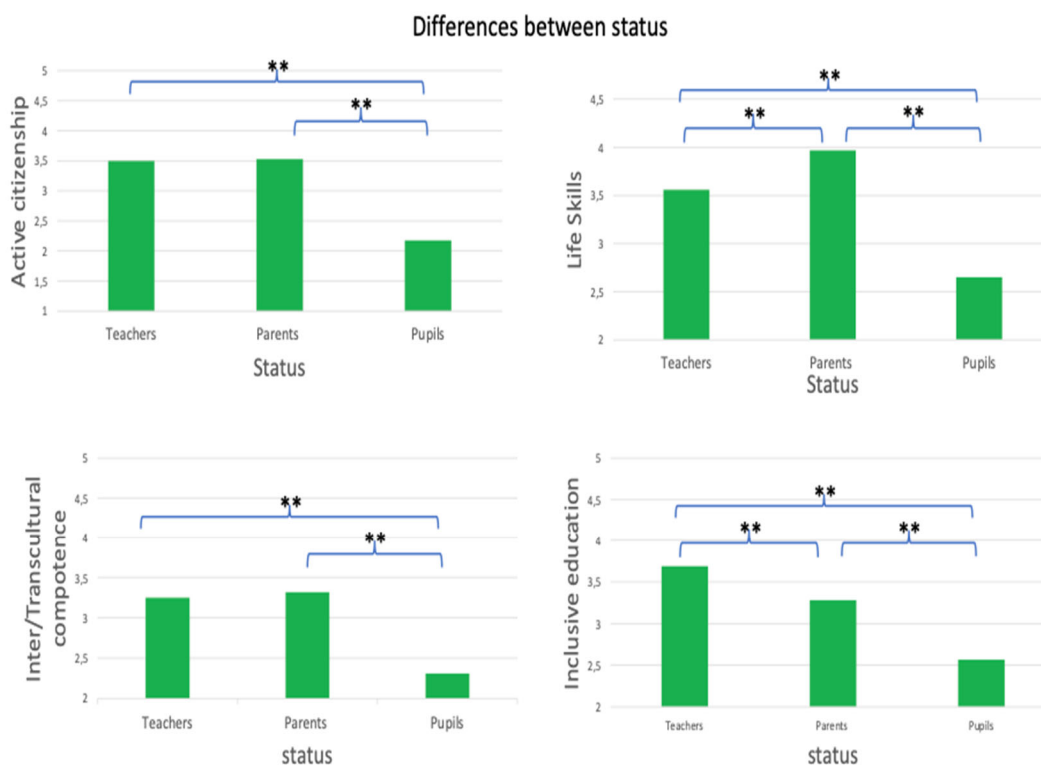 Differences between status
**
**
5
4,5
4
3,5
3
2,5
2
1,5
1
Active citizenship
Teachers Parents Pupils
Status
**
**
**
4,5
4
3,5
3
2,5
2
Life Skills
Teachers Parents Pupils
Status
**
**
5
4,5
4
3,5
3
2,5
2
Inter/Transcultural
compotence
Teachers Parents Pupils
status
**
**
**
5
4,5
4
3,5
3
2,5
2
Inclusive education
Teachers Parents Pupils
status